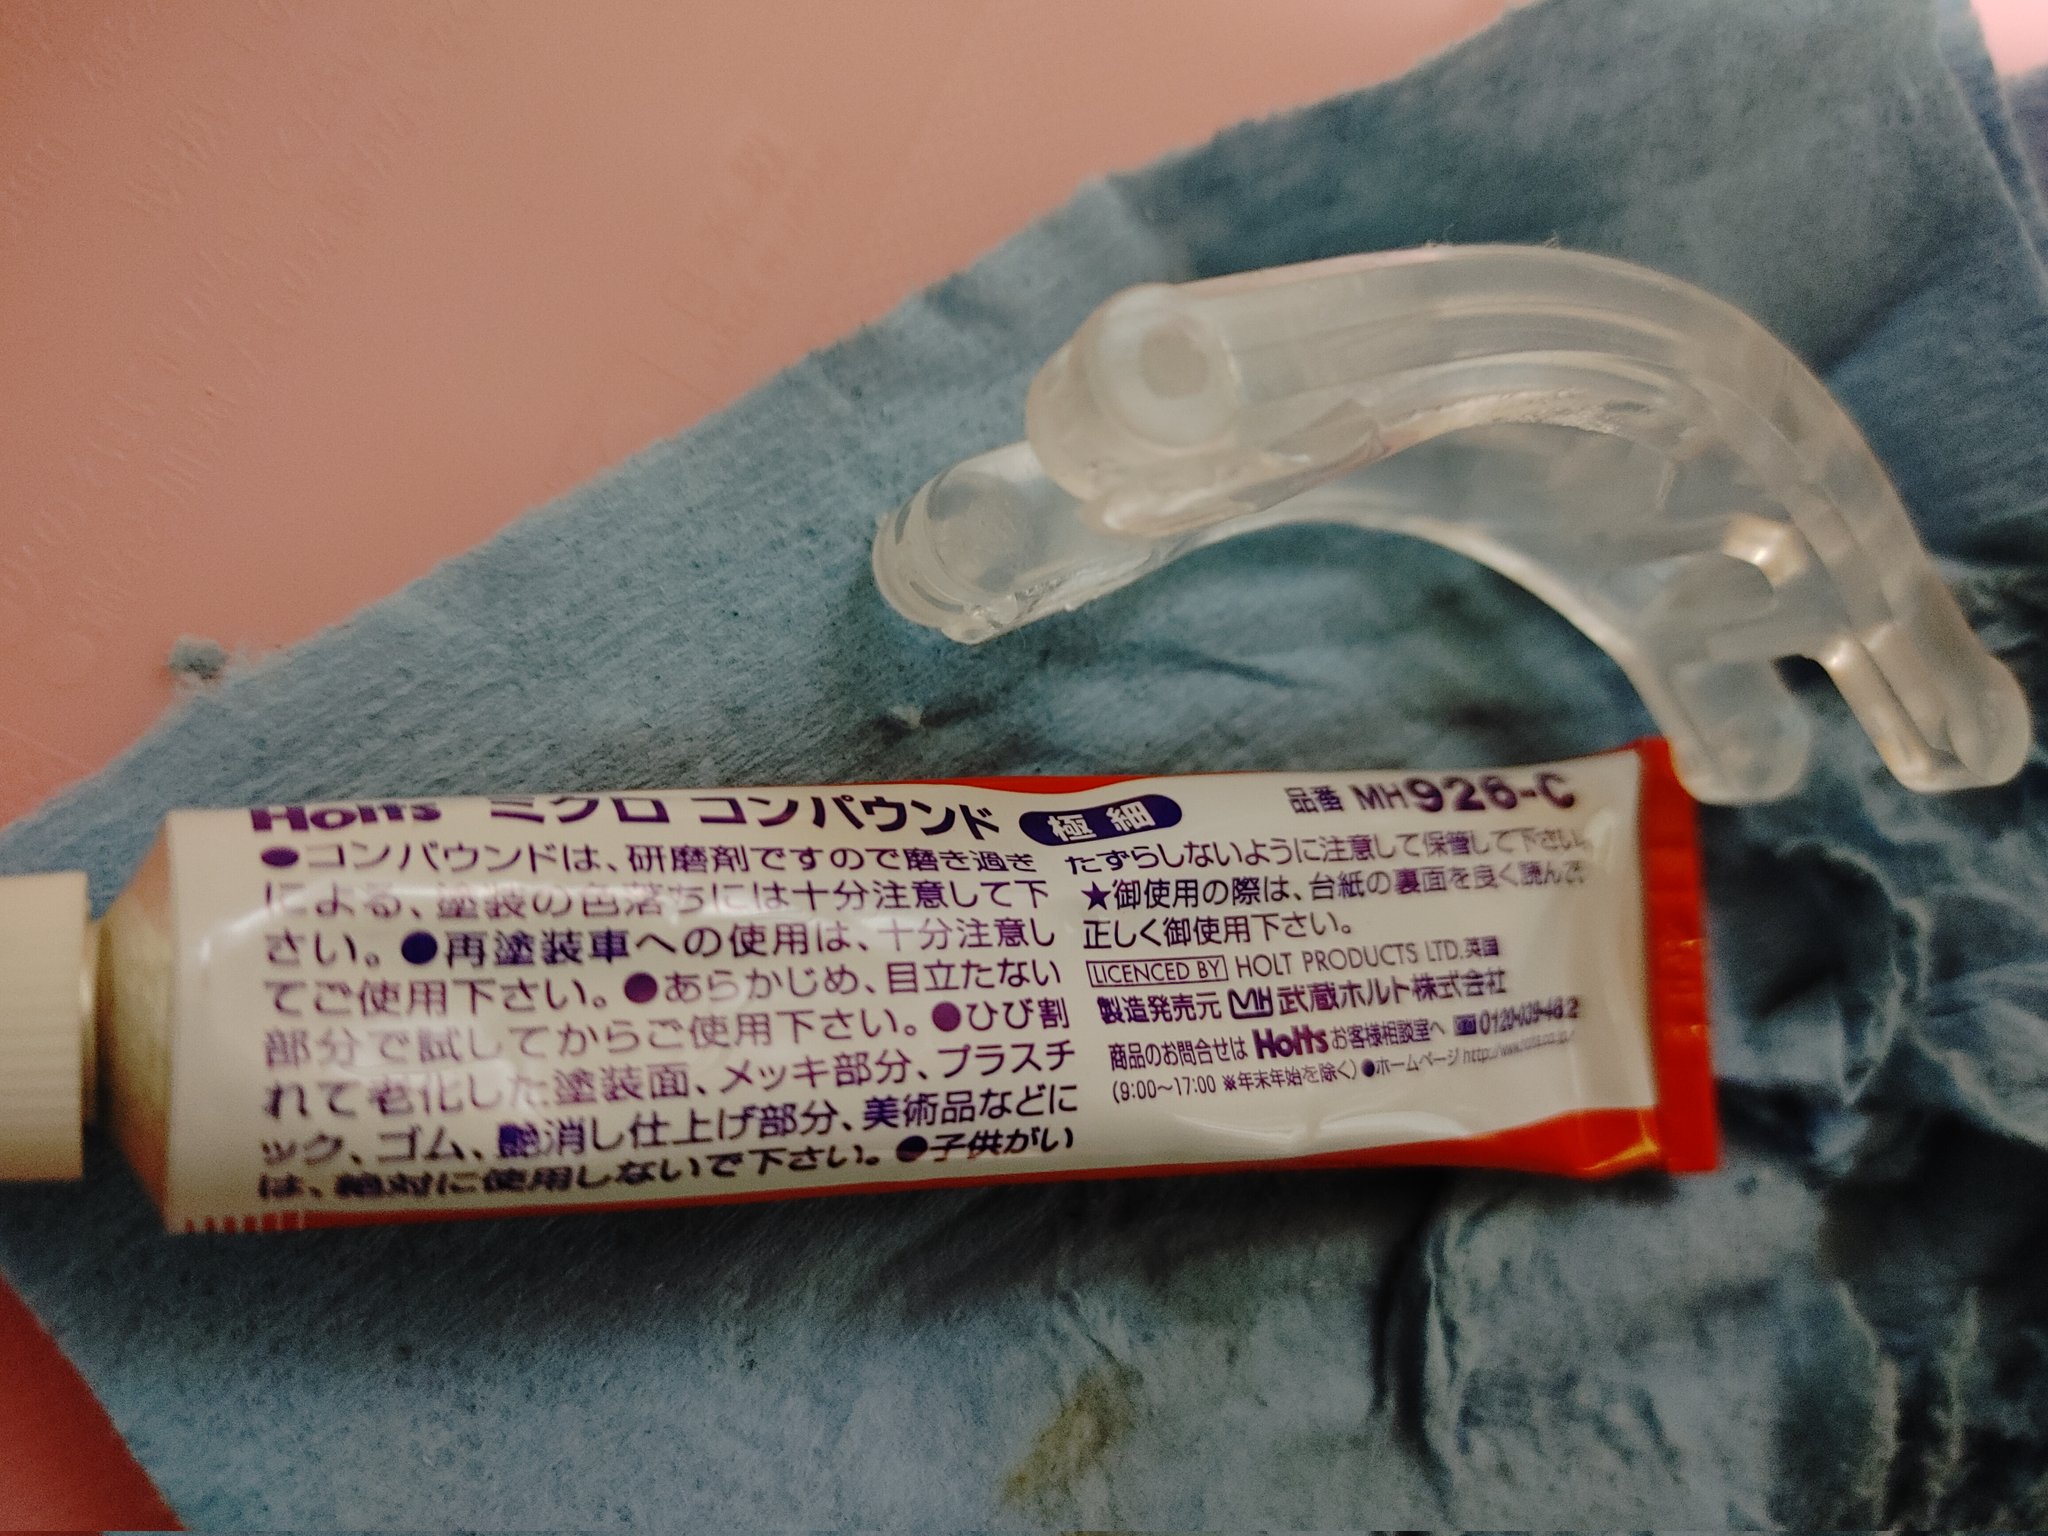 Holts ミクロ コンパウンド 極細
品番 MH926-C
●コンパウンドは、研磨剤ですので磨き過ぎ
による、塗装の色落ちには十分注意して下
さい。●再塗装車への使用は、十分注意し
てご使用下さい。●あらかじめ、目立たない
部分で試してからご使用下さい。●ひび割
れて老化した塗装面、メッキ部分、プラスチ
ック、ゴム、艶消し仕上げ部分、美術品などに
は、絶対に使用しないで下さい。●子供がい
たずらしないように注意して保管して下さい。
★御使用の際は、台紙の裏面を良く読んで、
正しく御使用下さい。
LICENCED BY HOLT PRODUCTS LTD.英国
製造発売元 MH 武蔵ホルト株式会社
商品のお問合せは Holtsお客様相談室へ
(9:00〜17:00 ※年末年始を除く) ●ホームページ